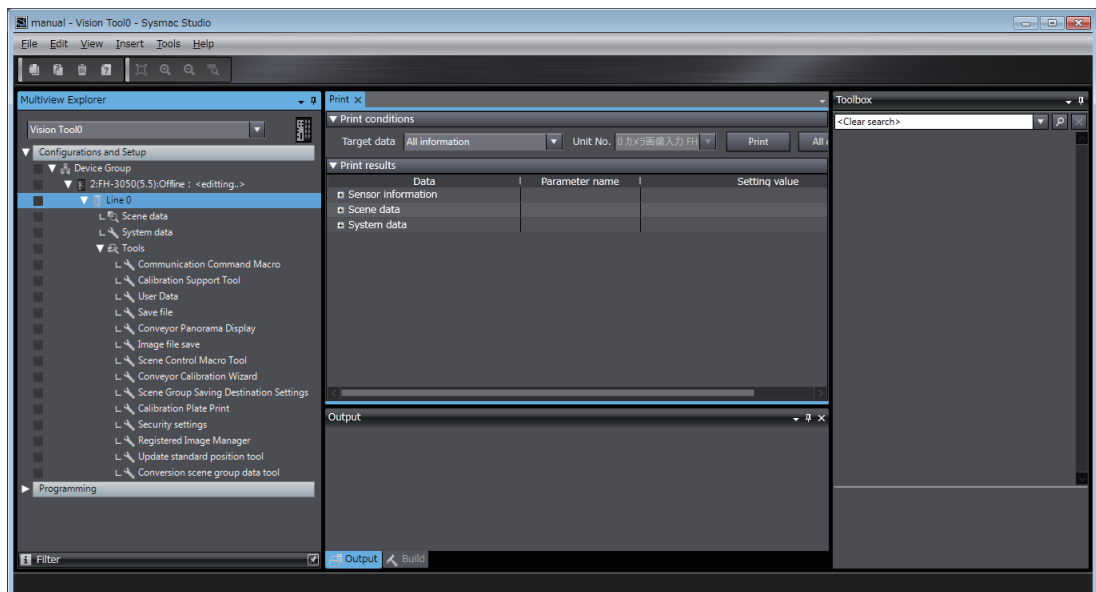 manual - Vision Tool0 - Sysmac Studio
File Edit View Insert Tools Help
Multiview Explorer
Vision Tool0
Configurations and Setup
Device Group
2:FH-3050(5.5):Offine : <editting..>
Line 0
Scene data
System data
Tools
Communication Command Macro
Calibration Support Tool
User Data
Save file
Conveyor Panorama Display
Image file save
Scene Control Macro Tool
Conveyor Calibration Wizard
Scene Group Saving Destination Settings
Calibration Plate Print
Security settings
Registered Image Manager
Update standard position tool
Conversion scene group data tool
Programming
Filter
Print
Print conditions
Target data All information Unit No. 0カメラ画像入力 FH Print All
Print results
Data Parameter name Setting value
Sensor information
Scene data
System data
Output
Output Build
Toolbox
<Clear search>